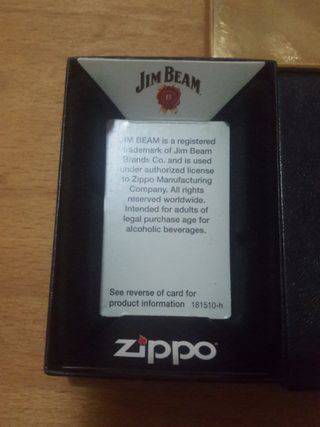 JIM BEAM
B
JIM BEAM is a registered
trademark of Jim Beam
Brands Co. and is used
under authorized license
to Zippo Manufacturing
Company. All rights
reserved worldwide.
Intended for adults of
legal purchase age for
alcoholic beverages.
See reverse of card for
product information 181510-h
zippo